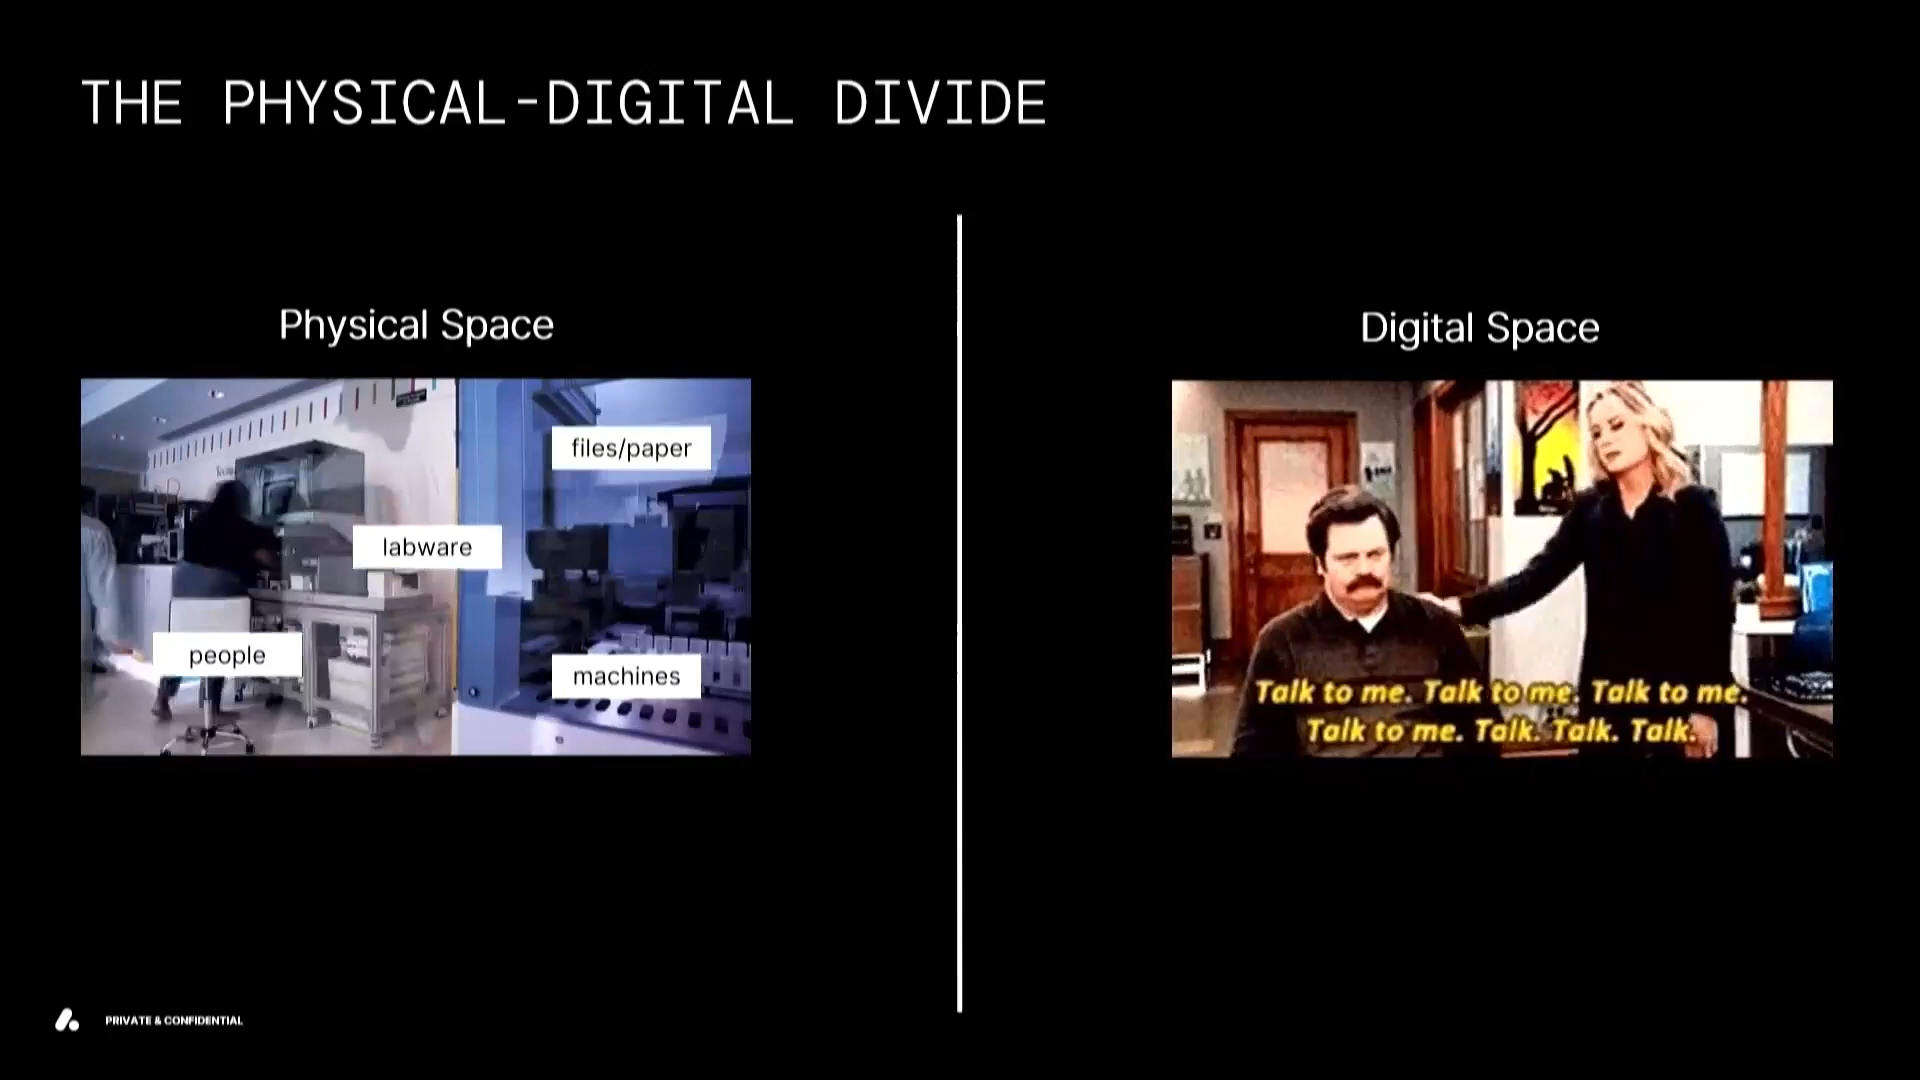 THE PHYSICAL-DIGITAL DIVIDE
Physical Space
files/paper
labware
people
machines
Digital Space
Talk to me. Talk to me. Talk to me.
Talk to me. Talk. Talk. Talk.
PRIVATE & CONFIDENTIAL